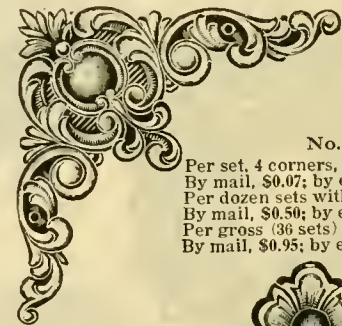 No.
Per set, 4 corners,
By mail, $0.07; by e
Per dozen sets with
By mail, $0.50; by e
Per gross (36 sets)
By mail, $0.95; by e